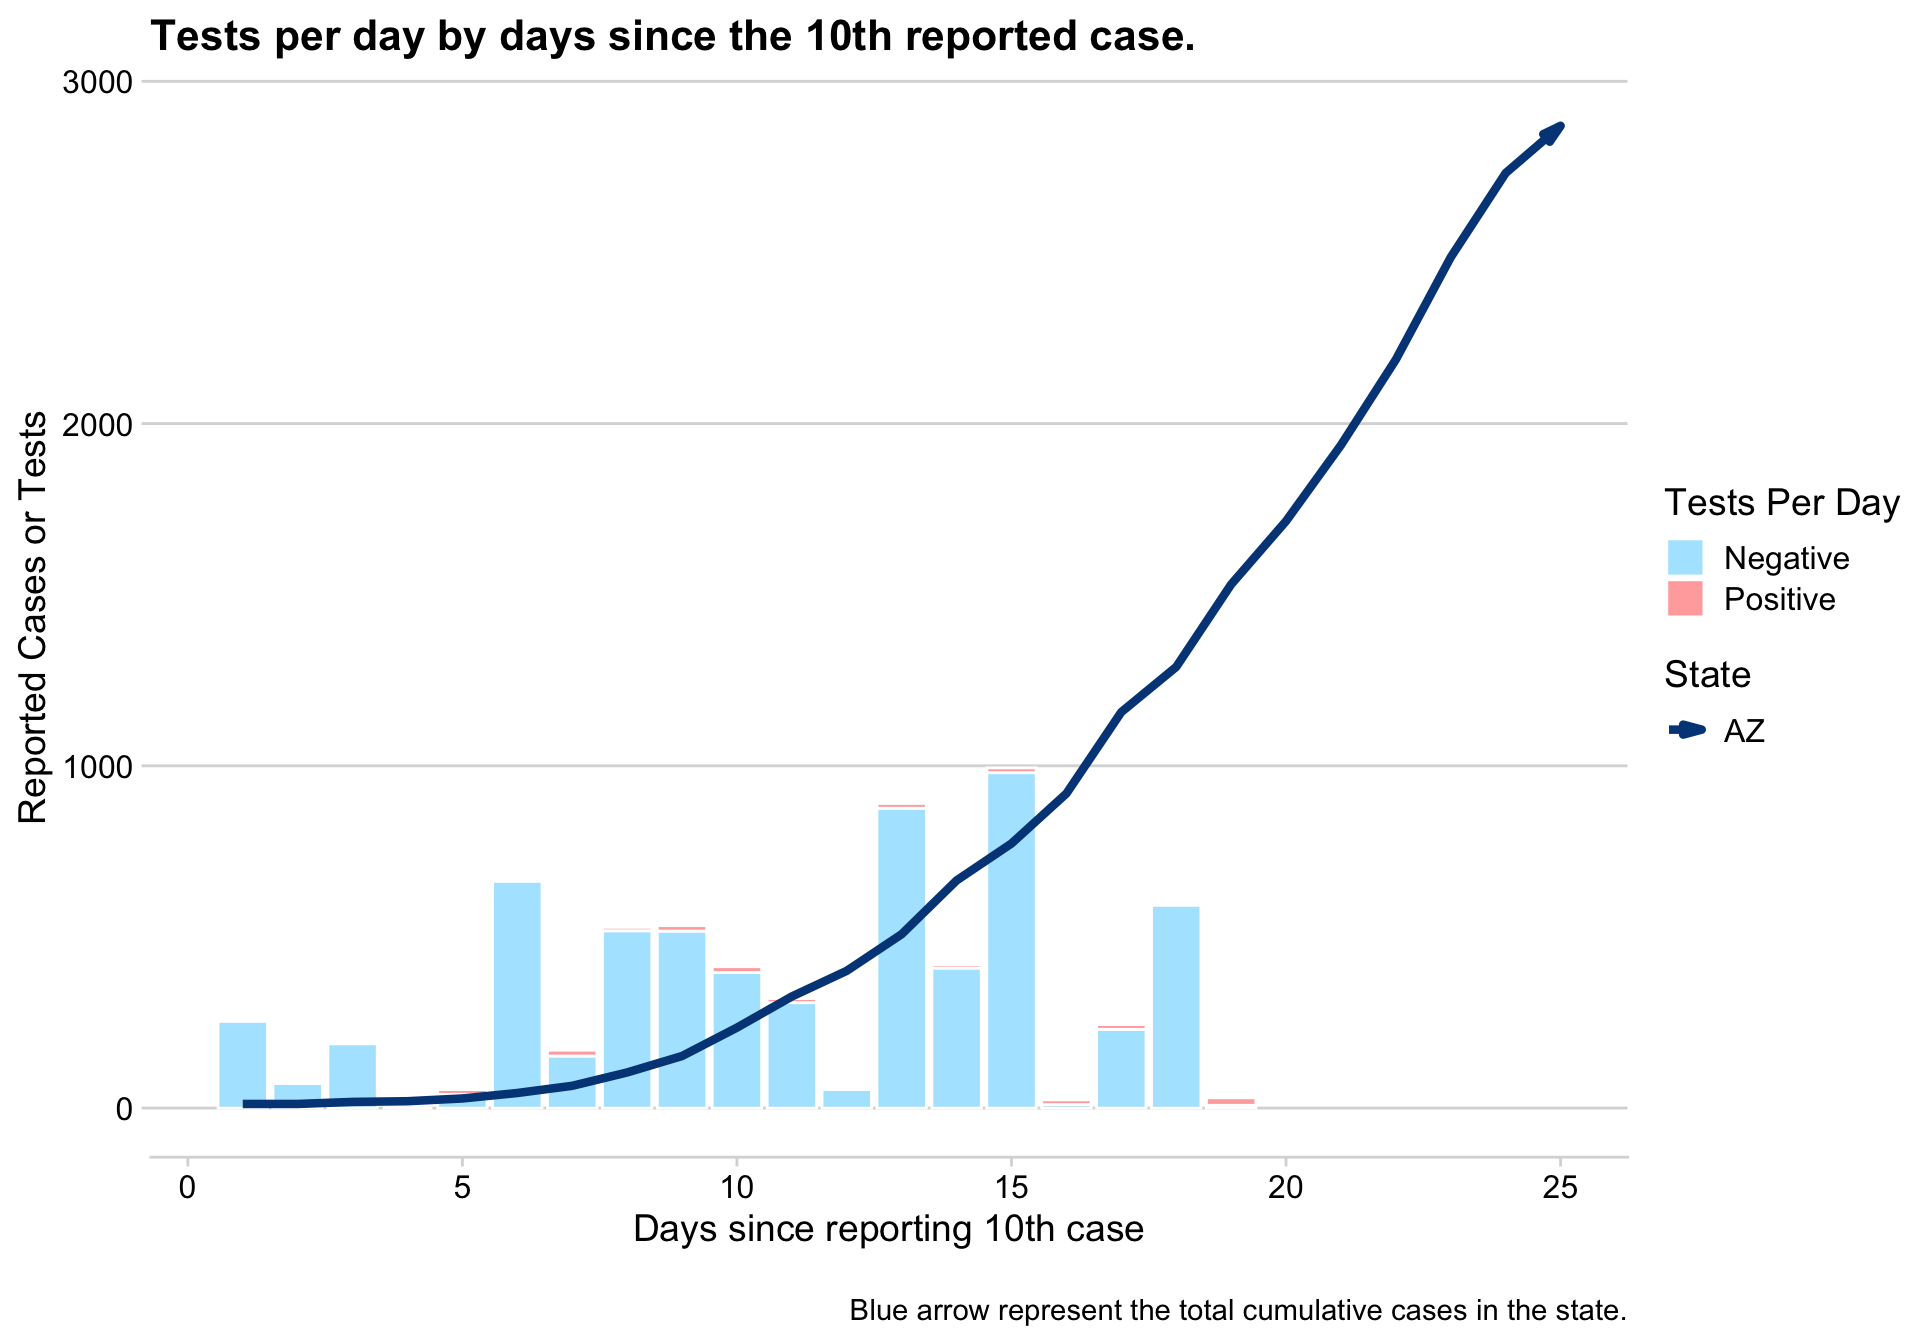 Tests per day by days since the 10th reported case.
3000
2000
1000
0
Reported Cases or Tests
0 5 10 15 20 25
Days since reporting 10th case
Tests Per Day
Negative
Positive
State
AZ
Blue arrow represent the total cumulative cases in the state.